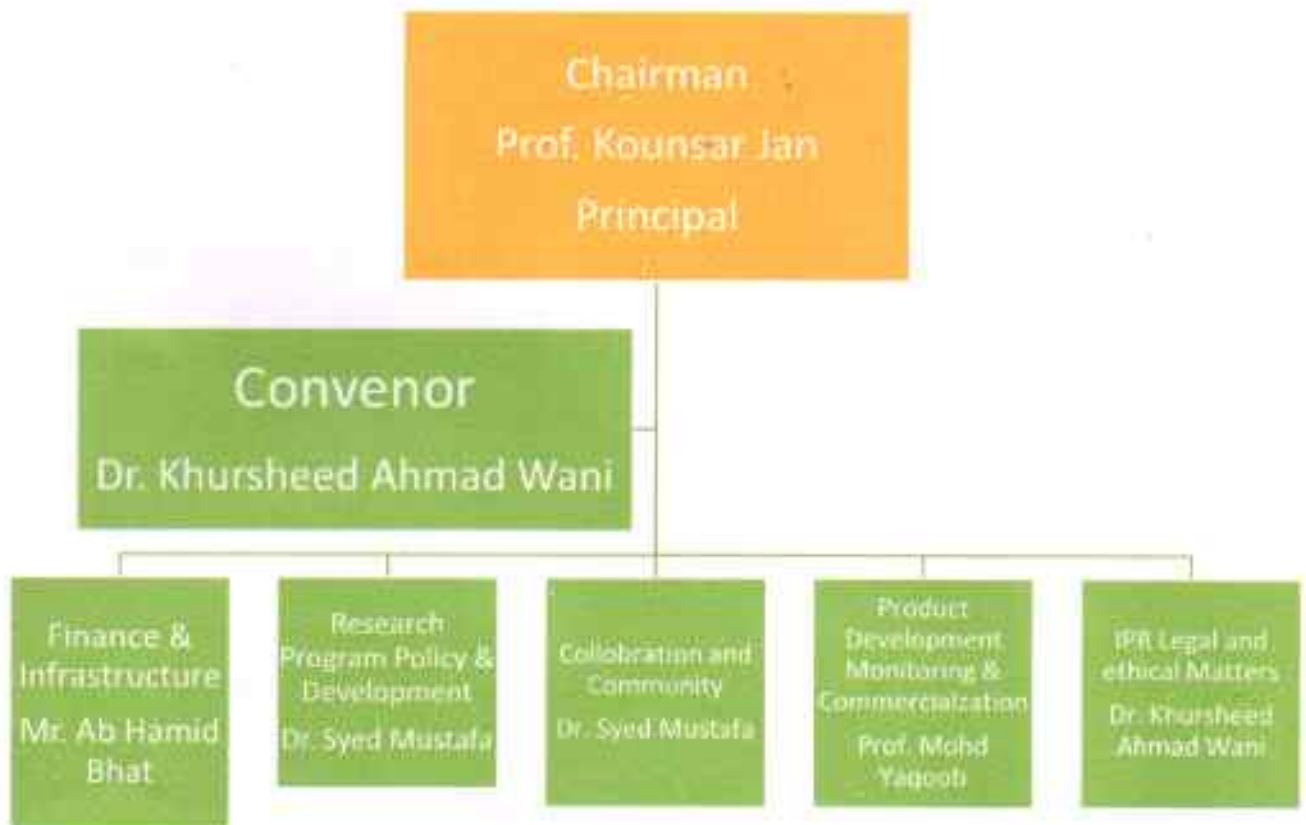 Chairman
Prof. Kounsar Jan
Principal
Convenor
Dr. Khursheed Ahmad Wani
Finance &
Infrastructure
Mr. Ab Hamid
Bhat
Research
Program Policy &
Development
Dr. Syed Mustafa
Collobration and
Community
Dr. Syed Mustafa
Product
Development
Monitoring &
Commercialzation
Prof. Mohd
Yaqoob
IPR Legal and
ethical Matters
Dr. Khursheed
Ahmad Wani